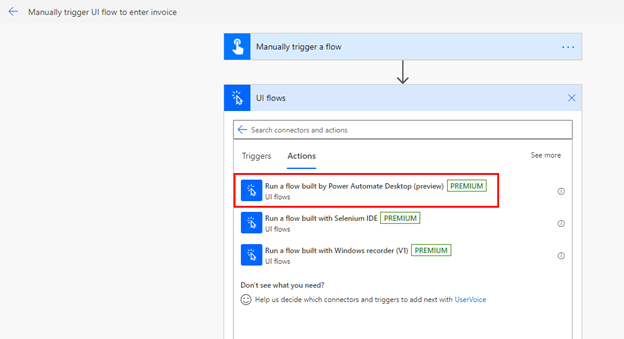 Manually trigger UI flow to enter invoice
Manually trigger a flow
UI flows
Search connectors and actions
Triggers Actions See more
Run a flow built by Power Automate Desktop (preview) PREMIUM
UI flows
Run a flow built with Selenium IDE PREMIUM
UI flows
Run a flow built with Windows recorder (V1) PREMIUM
UI flows
Don't see what you need?
Help us decide which connectors and triggers to add next with UserVoice